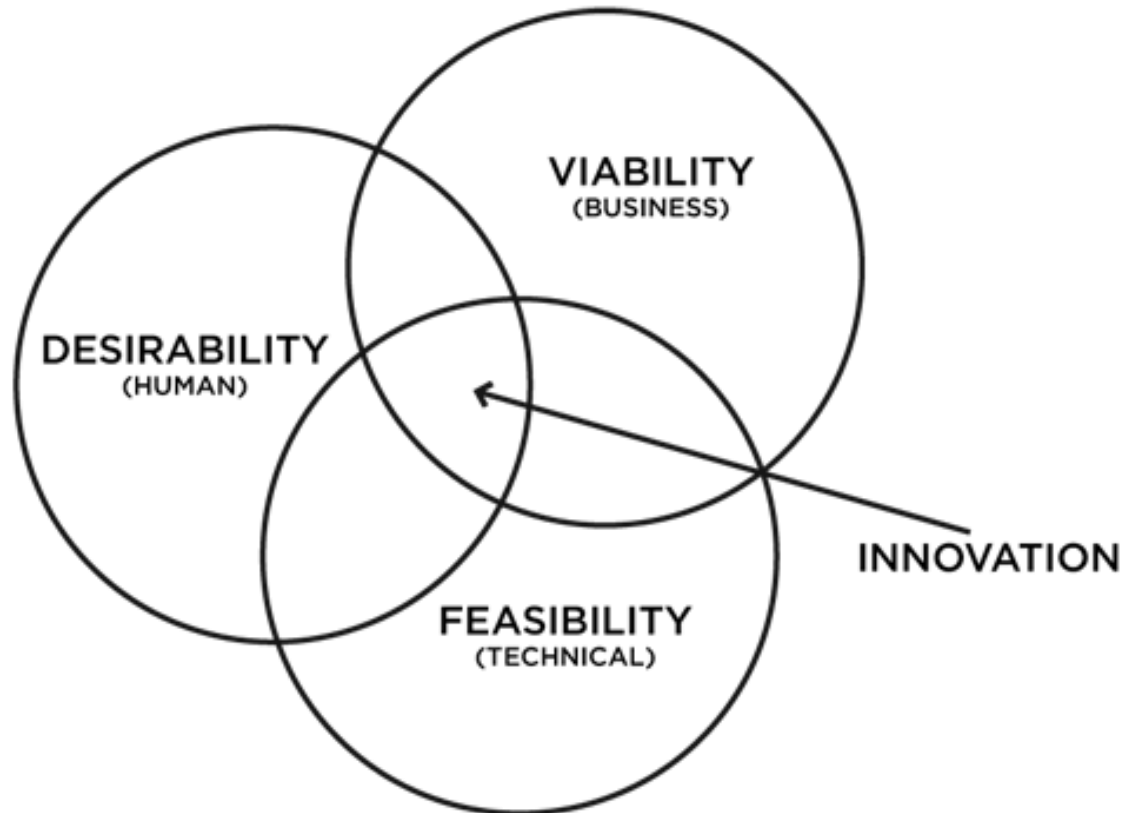 VIABILITY
(BUSINESS)
DESIRABILITY
(HUMAN)
INNOVATION
FEASIBILITY
(TECHNICAL)